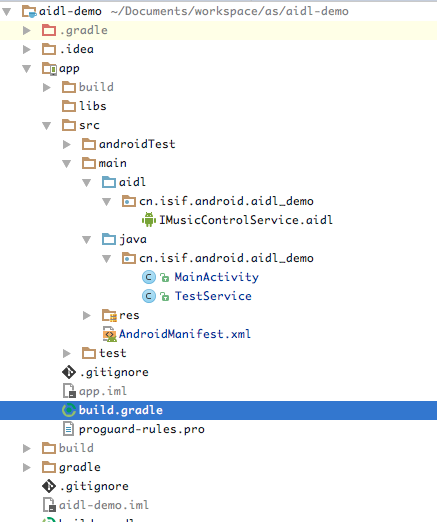 aidl-demo ~/Documents/workspace/as/aidl-demo
.gradle
.idea
app
build
libs
src
androidTest
main
aidl
cn.isif.android.aidl_demo
IMusicControlService.aidl
java
cn.isif.android.aidl_demo
MainActivity
TestService
res
AndroidManifest.xml
test
.gitignore
app.iml
build.gradle
proguard-rules.pro
build
gradle
.gitignore
aidl-demo.iml